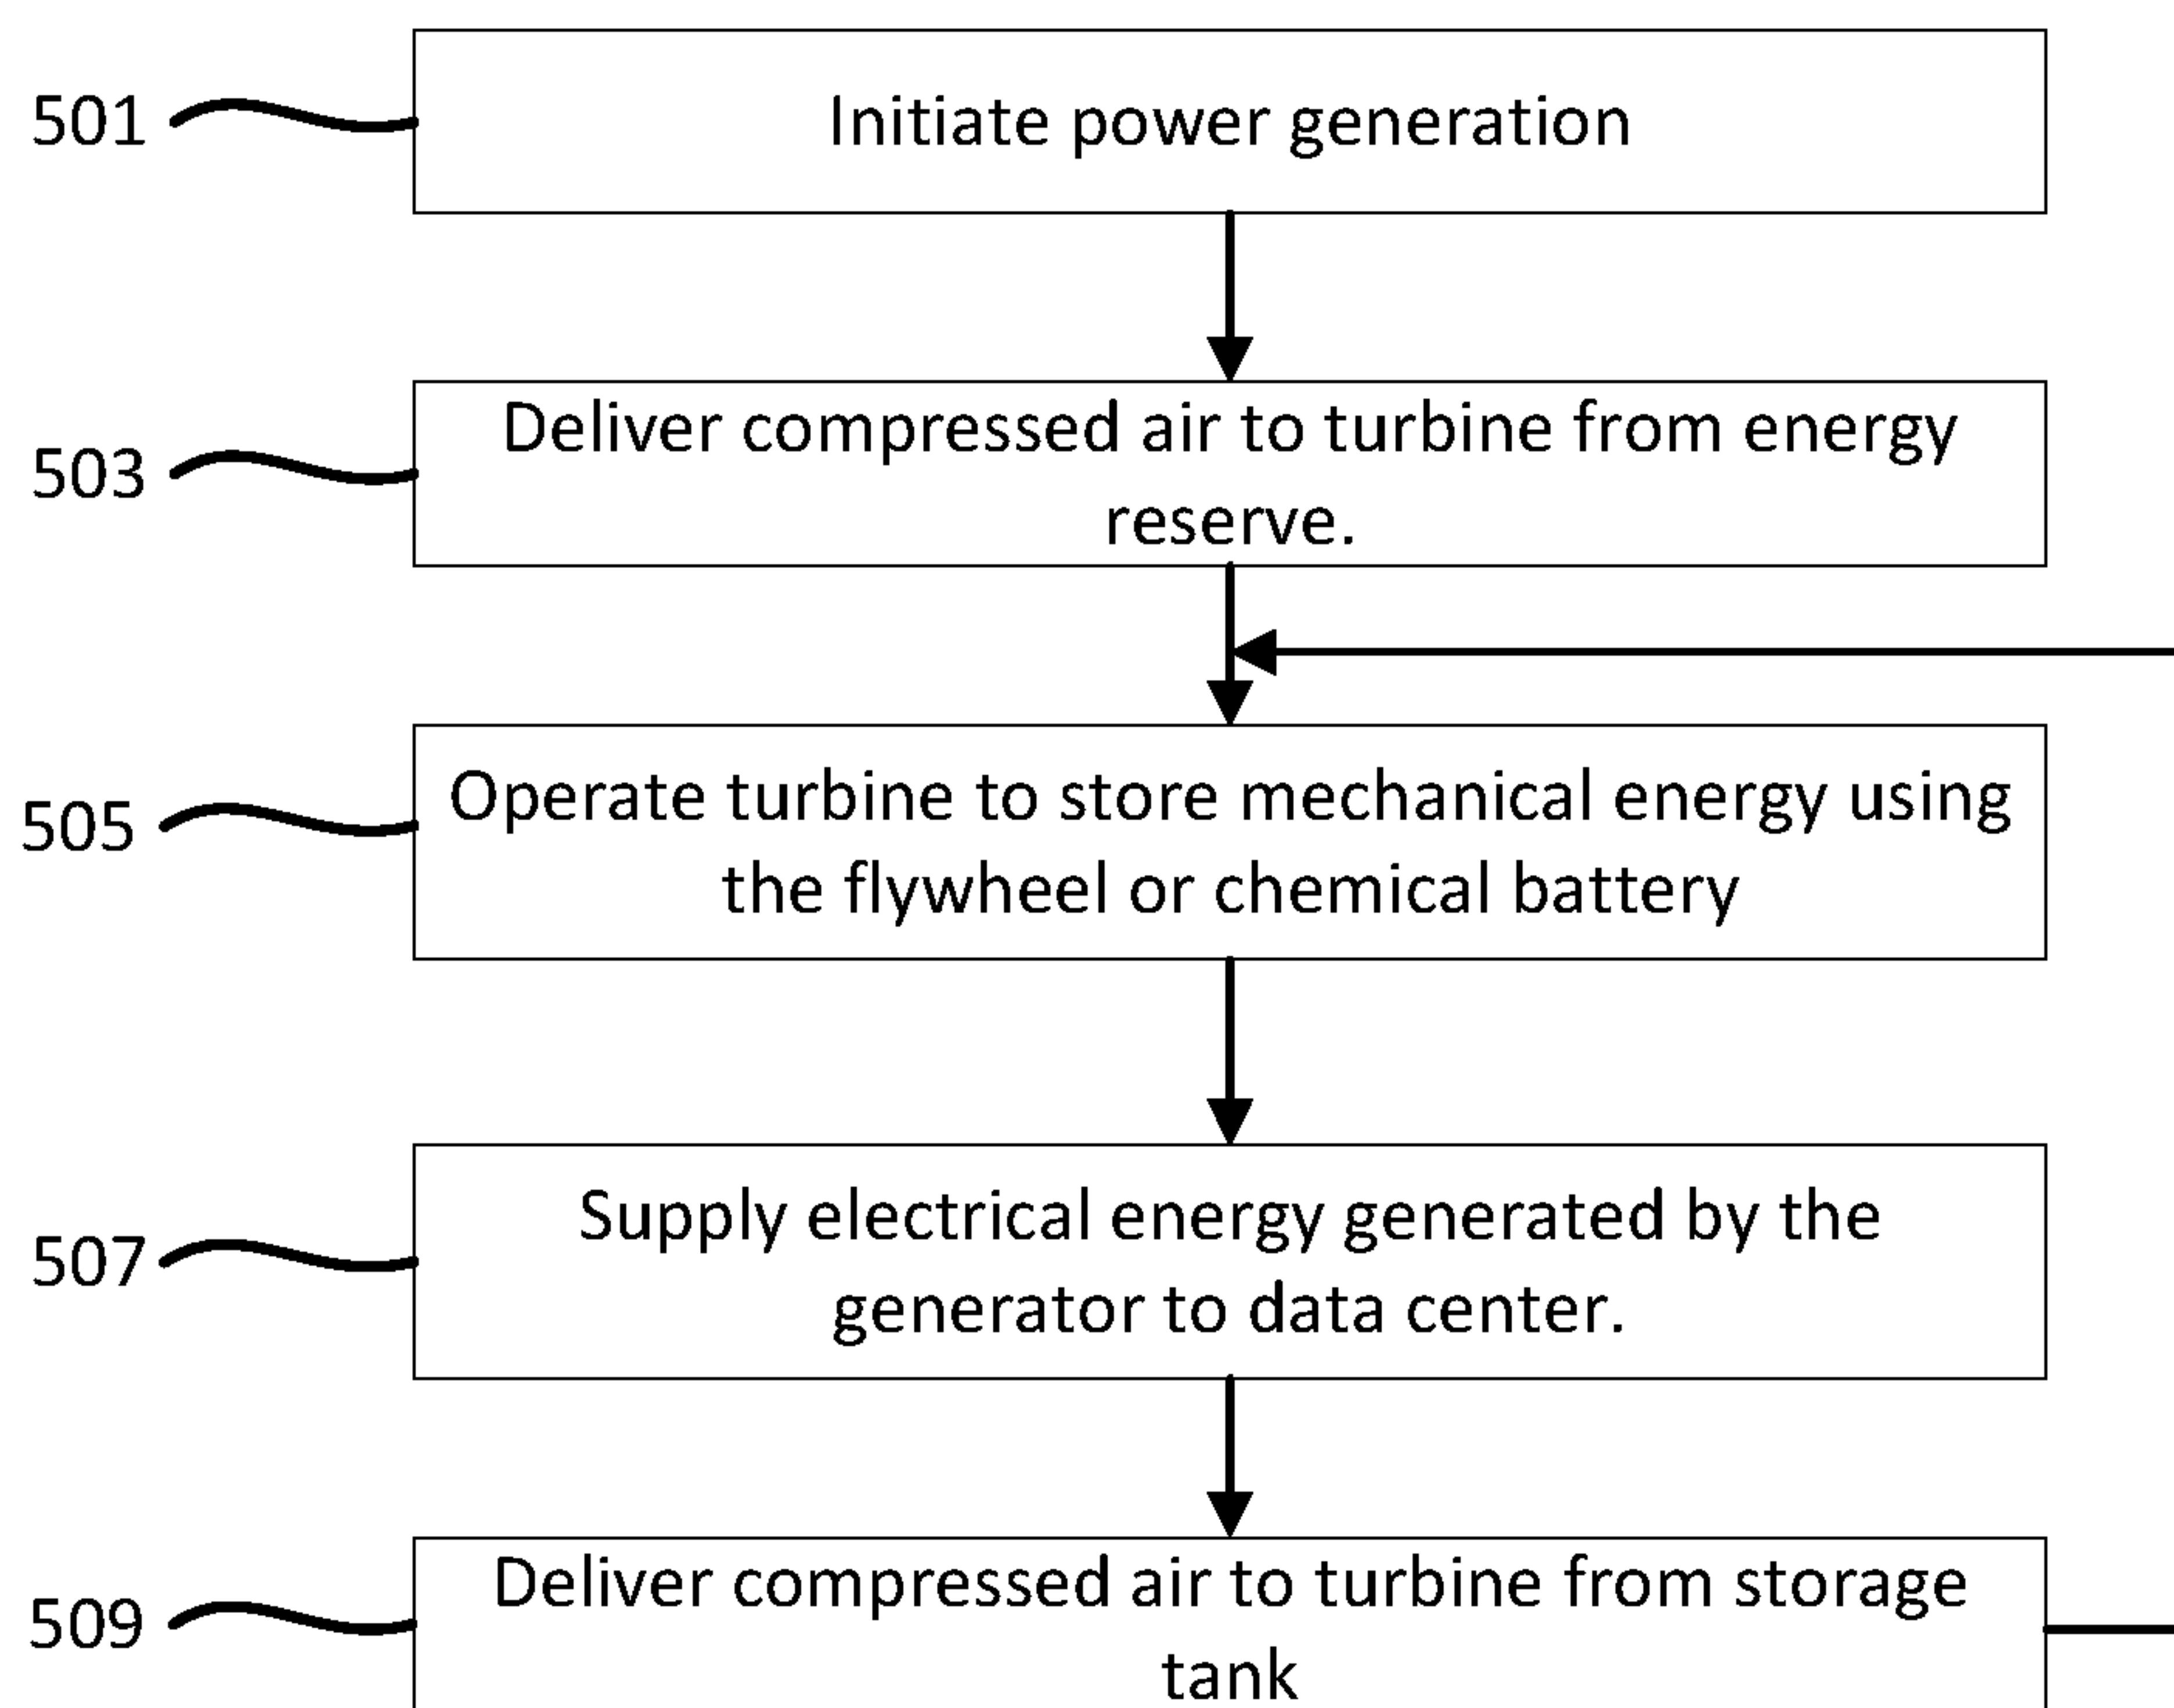 501
Initiate power generation
503
Deliver compressed air to turbine from energy
reserve.
505
Operate turbine to store mechanical energy using
the flywheel or chemical battery
507
Supply electrical energy generated by the
generator to data center.
509
Deliver compressed air to turbine from storage
tank